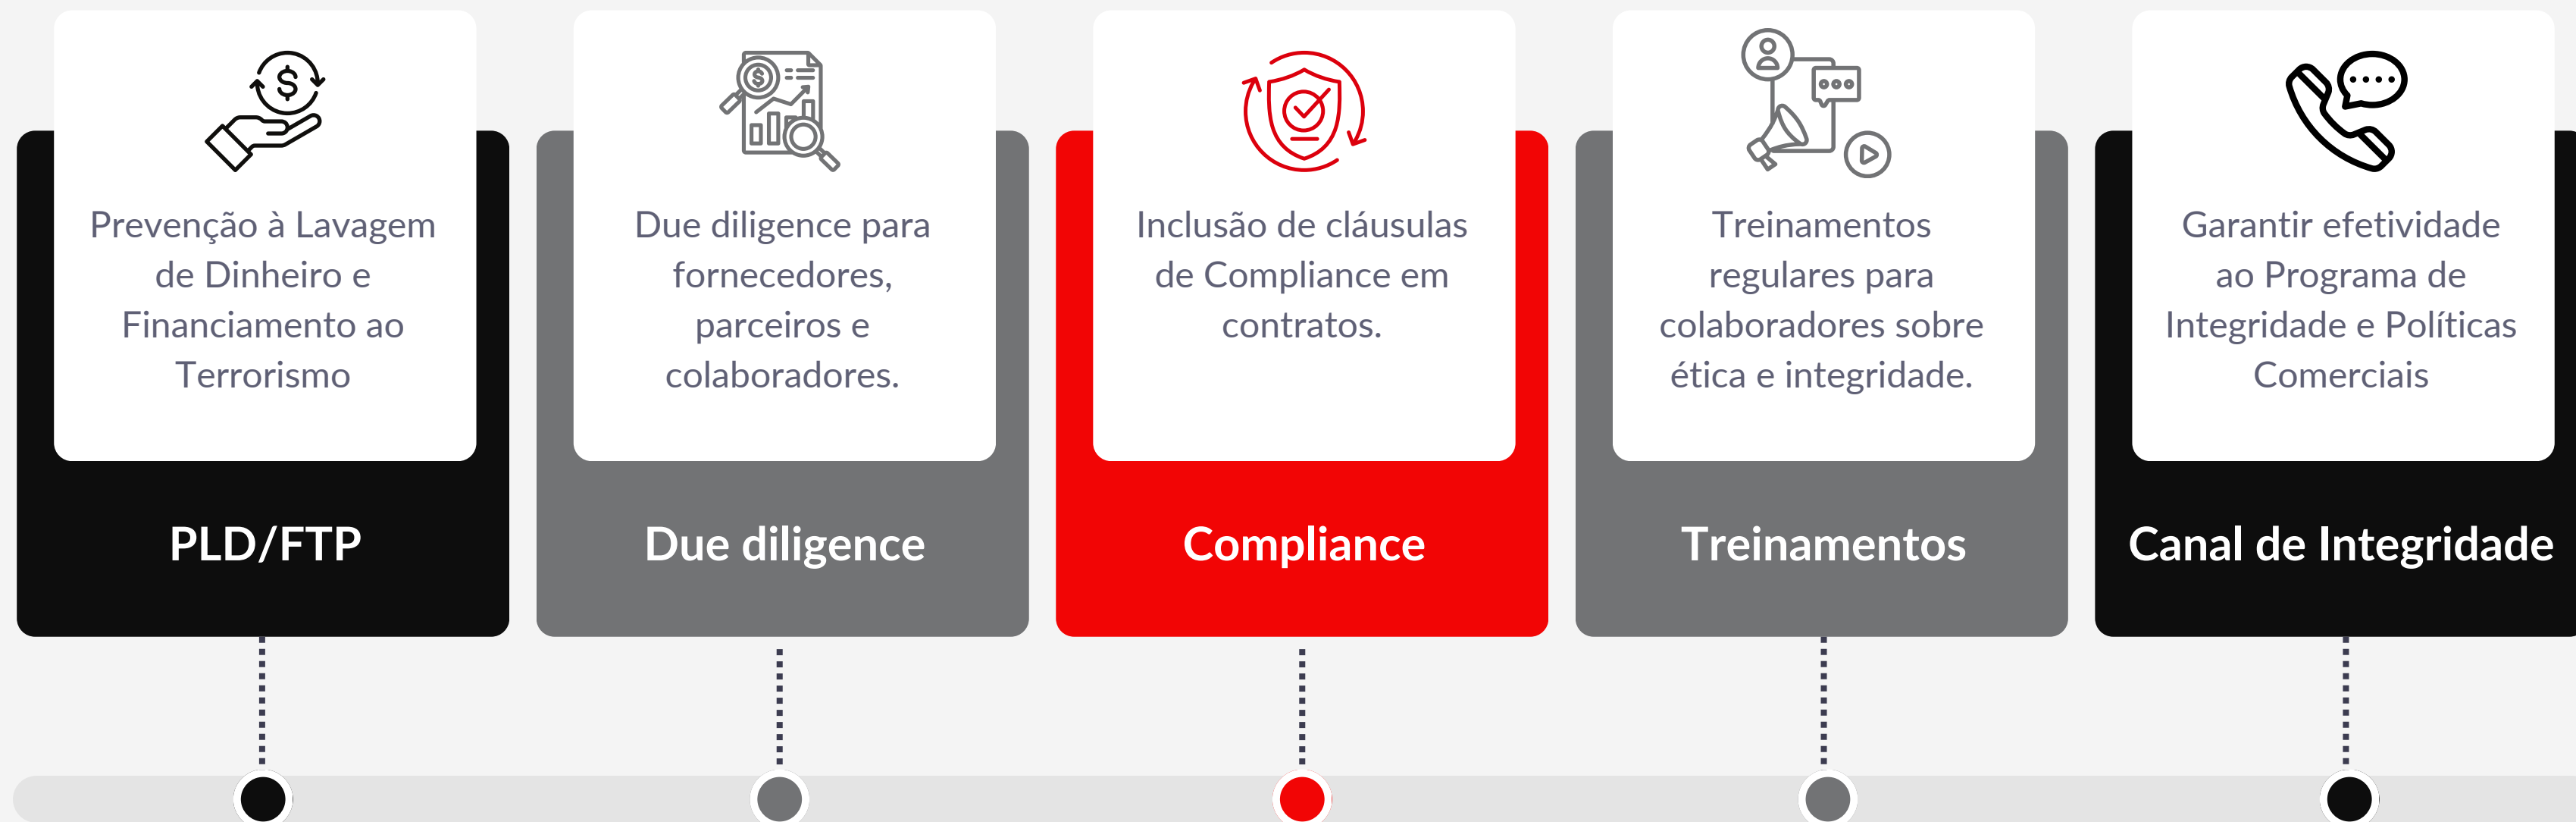 Prevenção à Lavagem
de Dinheiro e
Financiamento ao
Terrorismo
PLD/FTP
Due diligence para
fornecedores,
parceiros e
colaboradores.
Due diligence
Inclusão de cláusulas
de Compliance em
contratos.
Compliance
Treinamentos
regulares para
colaboradores sobre
ética e integridade.
Treinamentos
Garantir efetividade
ao Programa de
Integridade e Políticas
Comerciais
Canal de Integridade